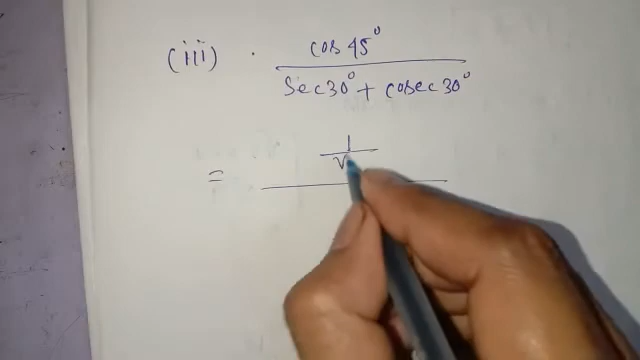 (iii) . cos 45°
sec 30° + cosec 30°
= 1
√